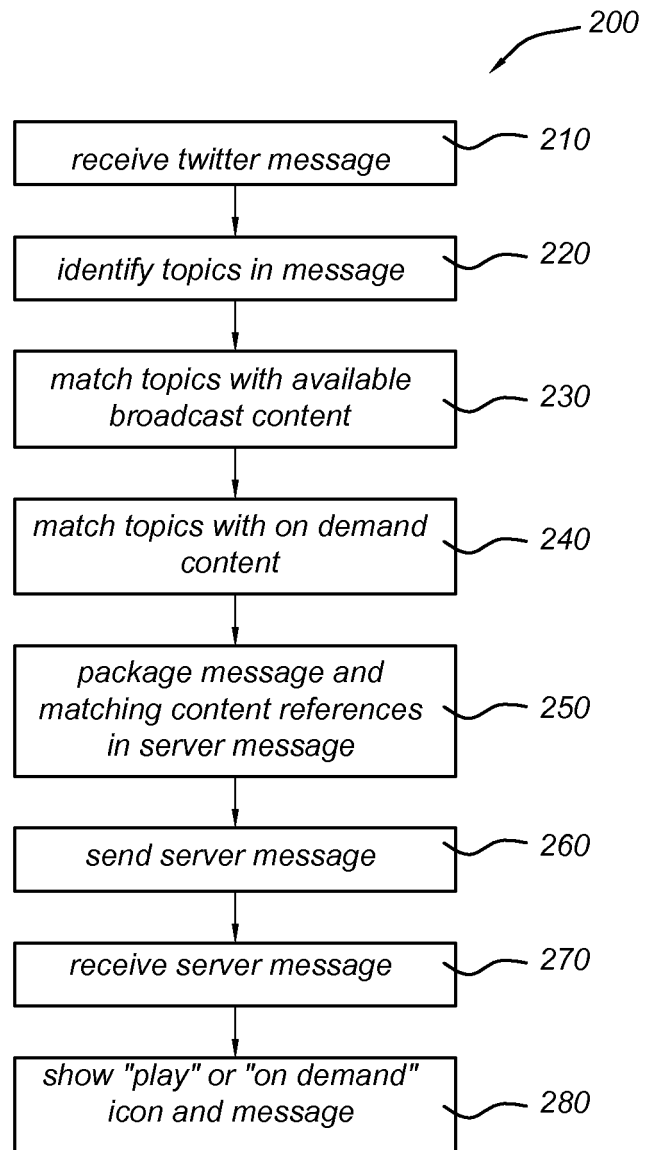 200
receive twitter message
210
identify topics in message
220
match topics with available
broadcast content
230
match topics with on demand
content
240
package message and
matching content references
in server message
250
send server message
260
receive server message
270
show "play" or "on demand"
icon and message
280